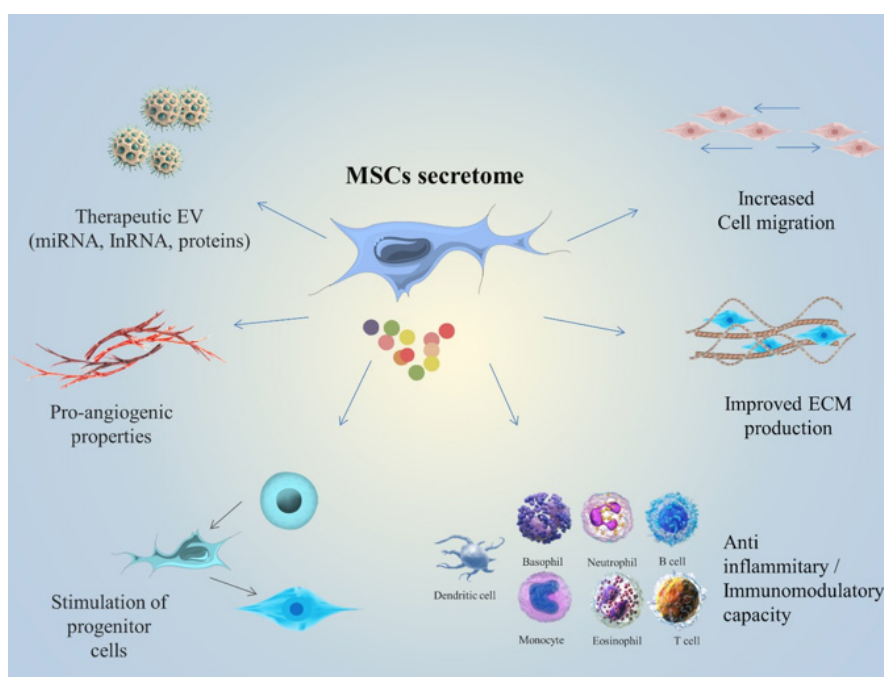 MSCs secretome
Therapeutic EV
(miRNA, InRNA, proteins)
Increased
Cell migration
Pro-angiogenic
properties
Improved ECM
production
Stimulation of
progenitor
cells
Dendritic cell
Basophil
Neutrophil
B cell
Monocyte
Eosinophil
T cell
Anti
inflammitary /
Immunomodulatory
capacity